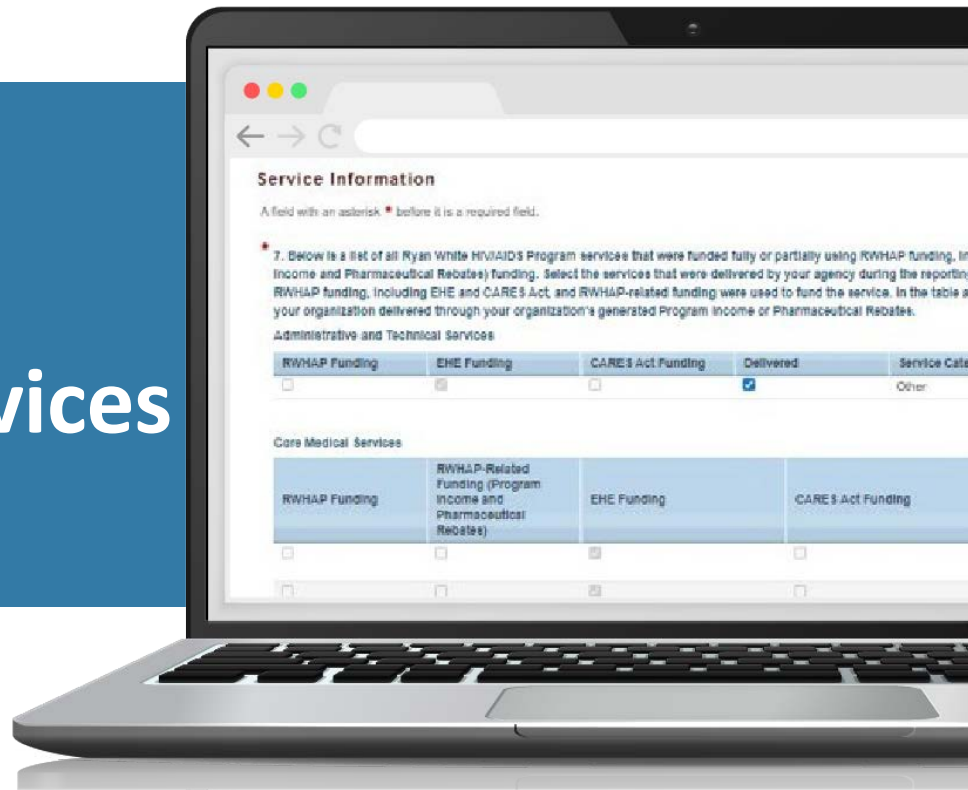 vices
Service Information
A field with an asterisk * before it is a required field.
* 7. Below is a list of all Ryan White HIV/AIDS Program services that were funded fully or partially using RWHAP funding, in
Income and Pharmaceutical Rebates) funding. Select the services that were delivered by your agency during the reporting
RWHAP funding, including EHE and CARES Act, and RWHAP-related funding were used to fund the service. In the table a
your organization delivered through your organization's generated Program Income or Pharmaceutical Rebates.
Administrative and Technical Services
RWHAP Funding EHE Funding CARES Act Funding Delivered Service Cate
Other
Core Medical Services
RWHAP-Related
Funding (Program
RWHAP Funding Income and EHE Funding CARES Act Funding
Pharmaceutical
Rebates)